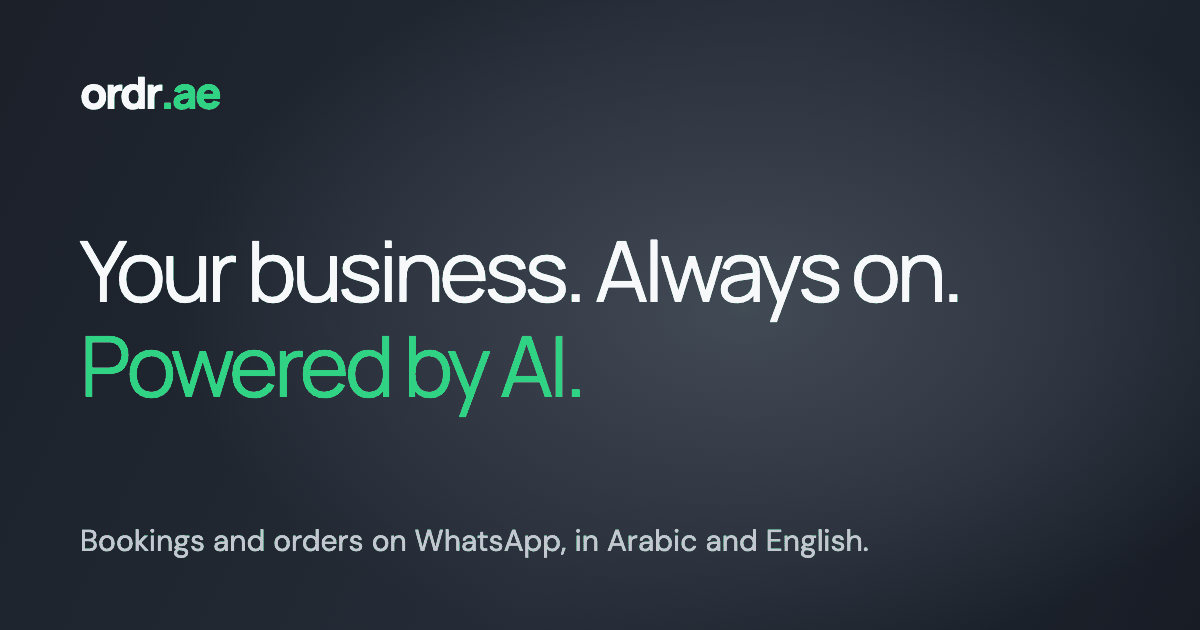 ordr.ae
Your business. Always on.
Powered by AI.
Bookings and orders on WhatsApp, in Arabic and English.